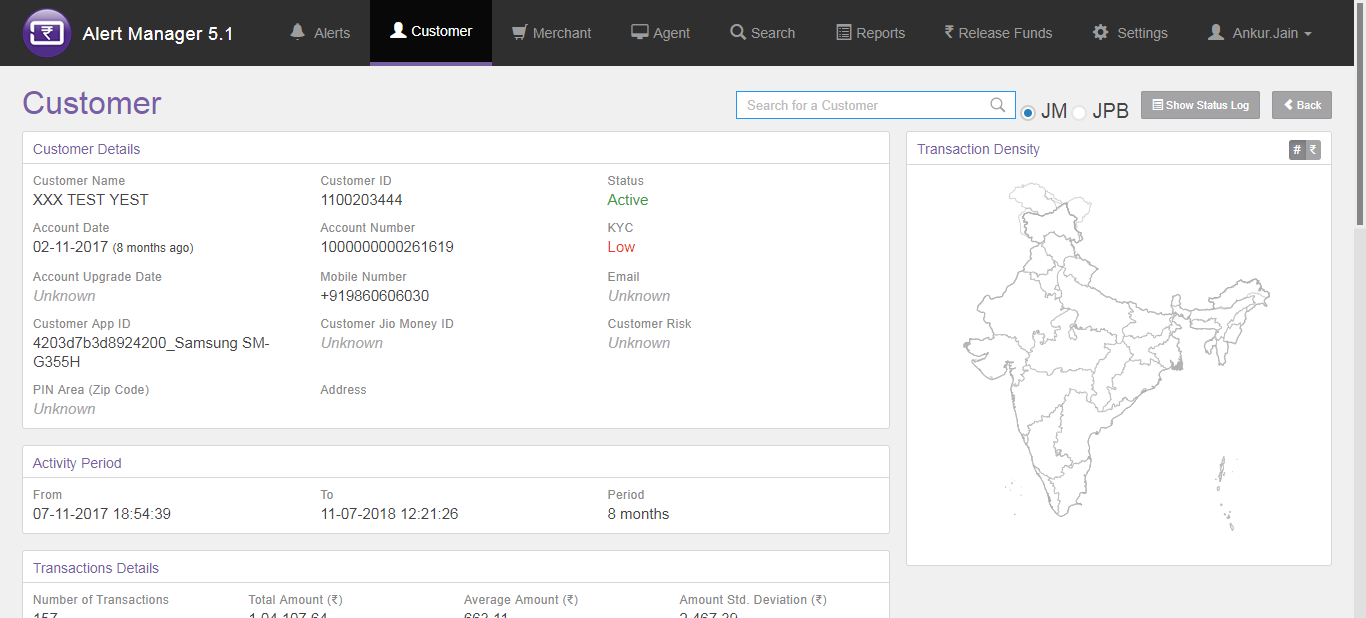 Alert Manager 5.1
Alerts
Customer
Merchant
Agent
Search
Reports
₹ Release Funds
Settings
Ankur.Jain
Customer
Search for a Customer
JM
JPB
Show Status Log
Back
Customer Details
Customer Name
Customer ID
Status
XXX TEST YEST
1100203444
Active
Account Date
Account Number
KYC
02-11-2017 (8 months ago)
1000000000261619
Low
Account Upgrade Date
Mobile Number
Email
Unknown
+919860606030
Unknown
Customer App ID
Customer Jio Money ID
Customer Risk
4203d7b3d8924200_Samsung SM-
G355H
Unknown
Unknown
PIN Area (Zip Code)
Address
Unknown
Transaction Density
# ₹
Activity Period
From
To
Period
07-11-2017 18:54:39
11-07-2018 12:21:26
8 months
Transactions Details
Number of Transactions
Total Amount (₹)
Average Amount (₹)
Amount Std. Deviation (₹)
157